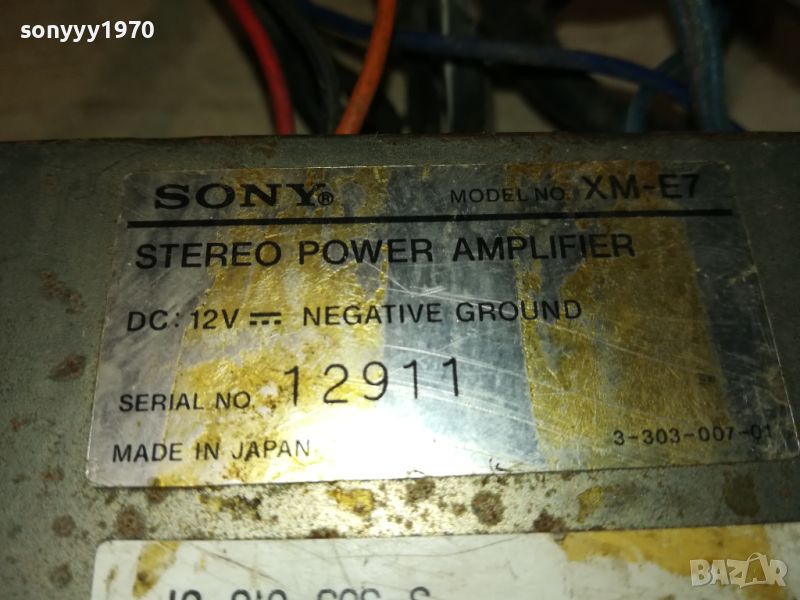 sonyyy1970
SONY® MODEL NO. XM-E7
STEREO POWER AMPLIFIER
DC: 12V ⎓ NEGATIVE GROUND
SERIAL NO. 12911
MADE IN JAPAN 3-303-007-01
BAZAR